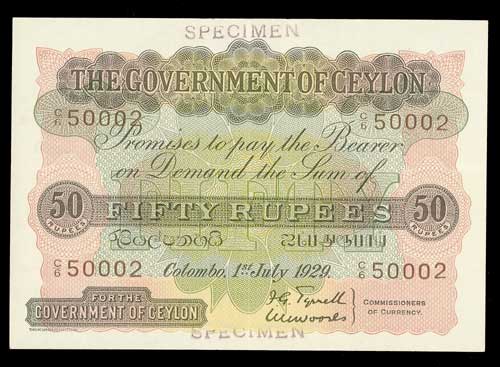 SPECIMEN
THE GOVERNMENT OF CEYLON
C/6 50002 C/6 50002
Promises to pay the Bearer
on Demand the Sum of
50 RUPEES FIFTY RUPEES 50 RUPEES
C/6 50002 Colombo, 1st July 1929. C/6 50002
FOR THE
GOVERNMENT OF CEYLON
COMMISSIONERS
OF CURRENCY.
SPECIMEN